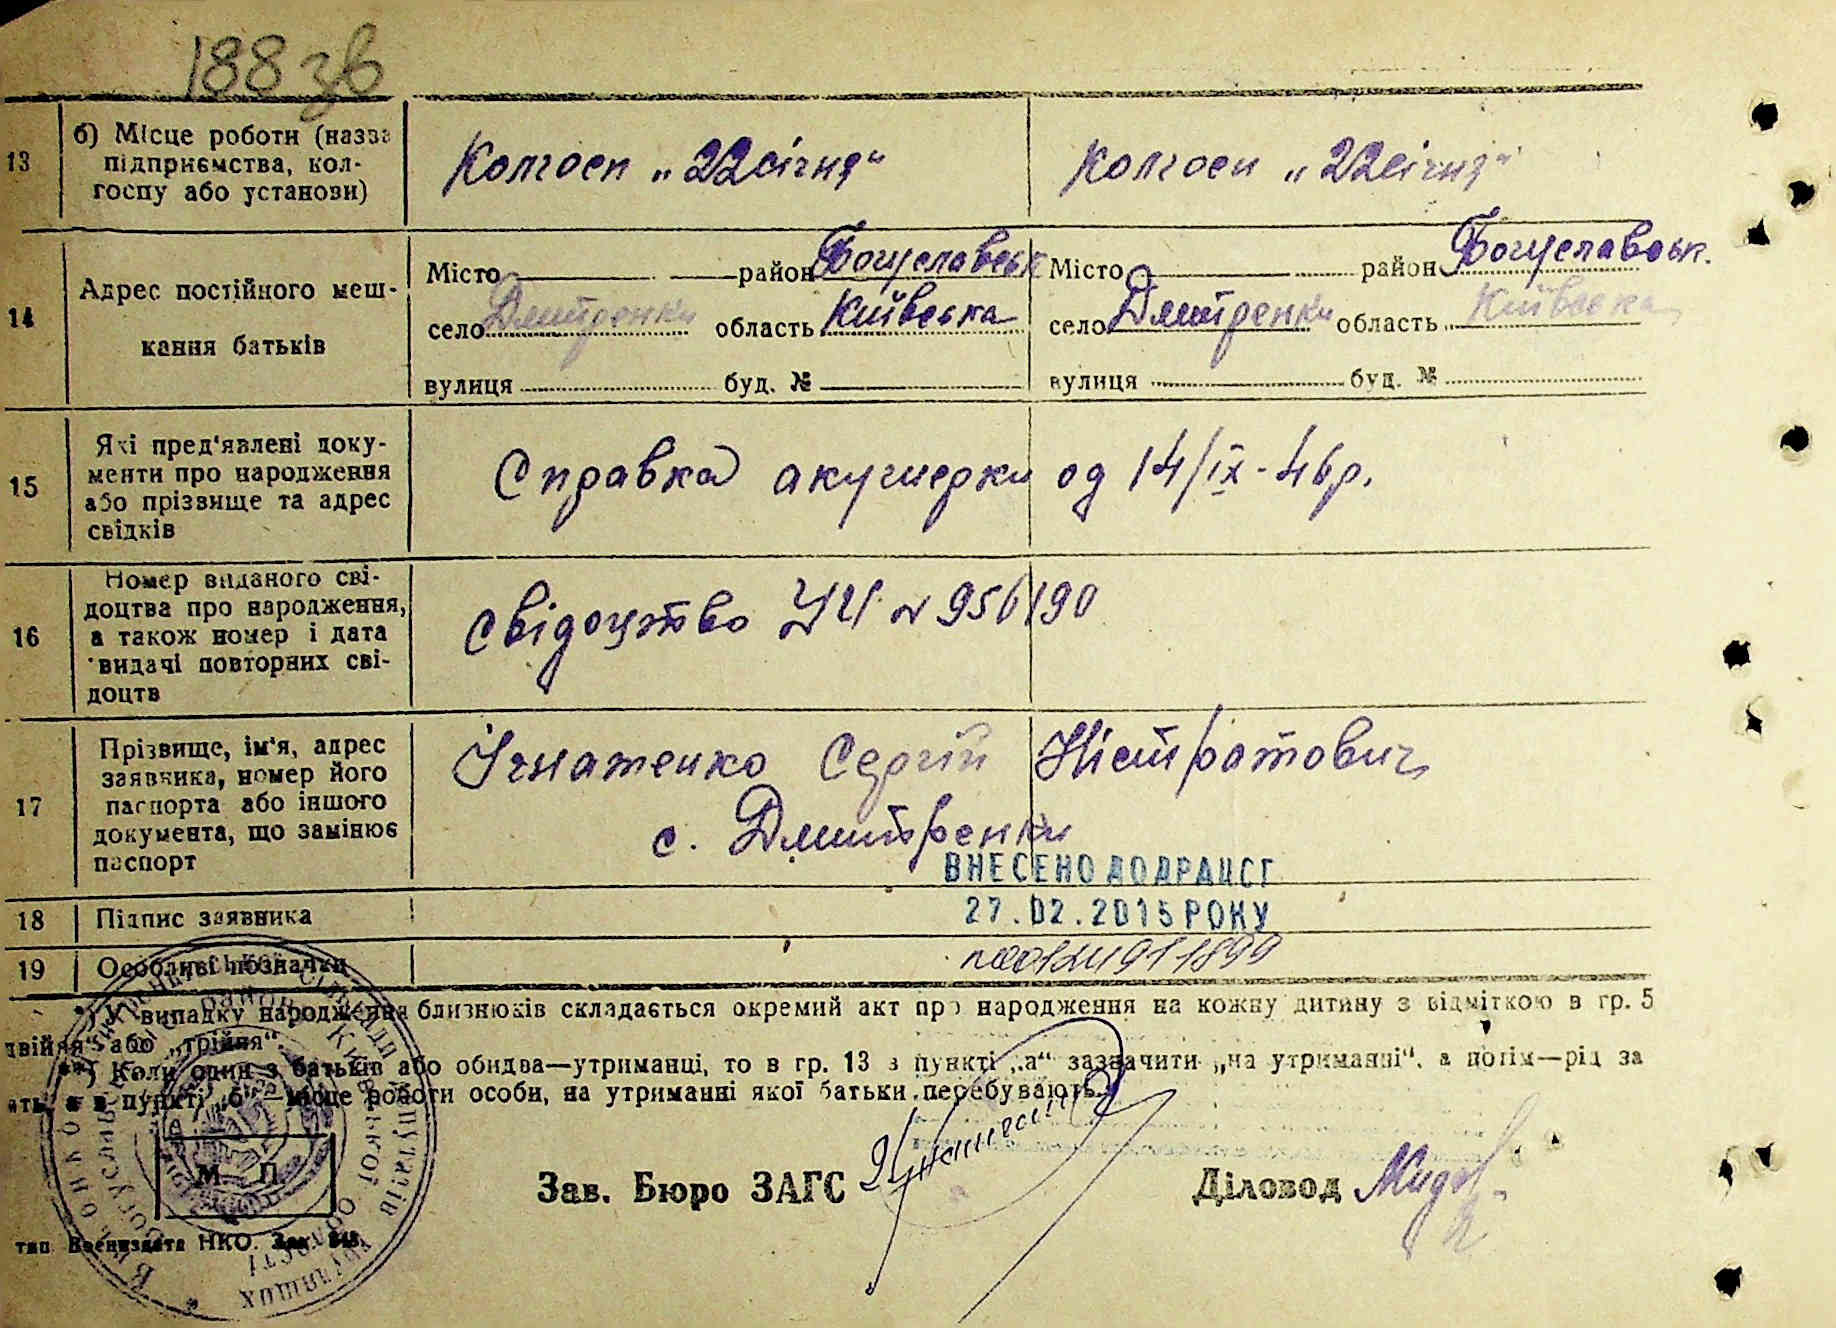 188 зв
13 б) Місце роботи (назва підприємства, колгоспу або установи)
Колгосп „22 січня“
Колгосп „22 січня“
14 Адрес постійного мешкання батьків
Місто район Богуславськ
село Дмитренки область Київська
вулиця буд. №
Місто район Богуславськ.
село Дмитренки область Київська
вулиця буд. №
15 Які пред'явлені документи про народження або прізвище та адрес свідків
Справка акушерки од 14/ІХ-46р.
16 Номер виданого свідоцтва про народження, а також номер і дата видачі повторних свідоцтв
Свідоцтво УЧ № 956190
17 Прізвище, ім'я, адрес заявника, номер його паспорта або іншого документа, що замінює паспорт
Ігнатенко Сергій
с. Дмитренки
ВНЕСЕНО ДО ДРАЦСГ
18 Підпис заявника
27.02.2015 РОКУ
19 Особливі позначки
*) У випадку народження близнюків складається окремий акт про народження на кожну дитину з відміткою в гр. 5
двійня“ або „трійня“.
**) Коли один з батьків або обидва—утриманці, то в гр. 13 в пункті „а“ зазначити „на утриманні“, а потім—рід за
а в пункті „б“ місце роботи особи, на утриманні якої батьки перебувають.
М. П.
Зав. Бюро ЗАГС
Діловод
тип. Воениздата НКО. Зак.